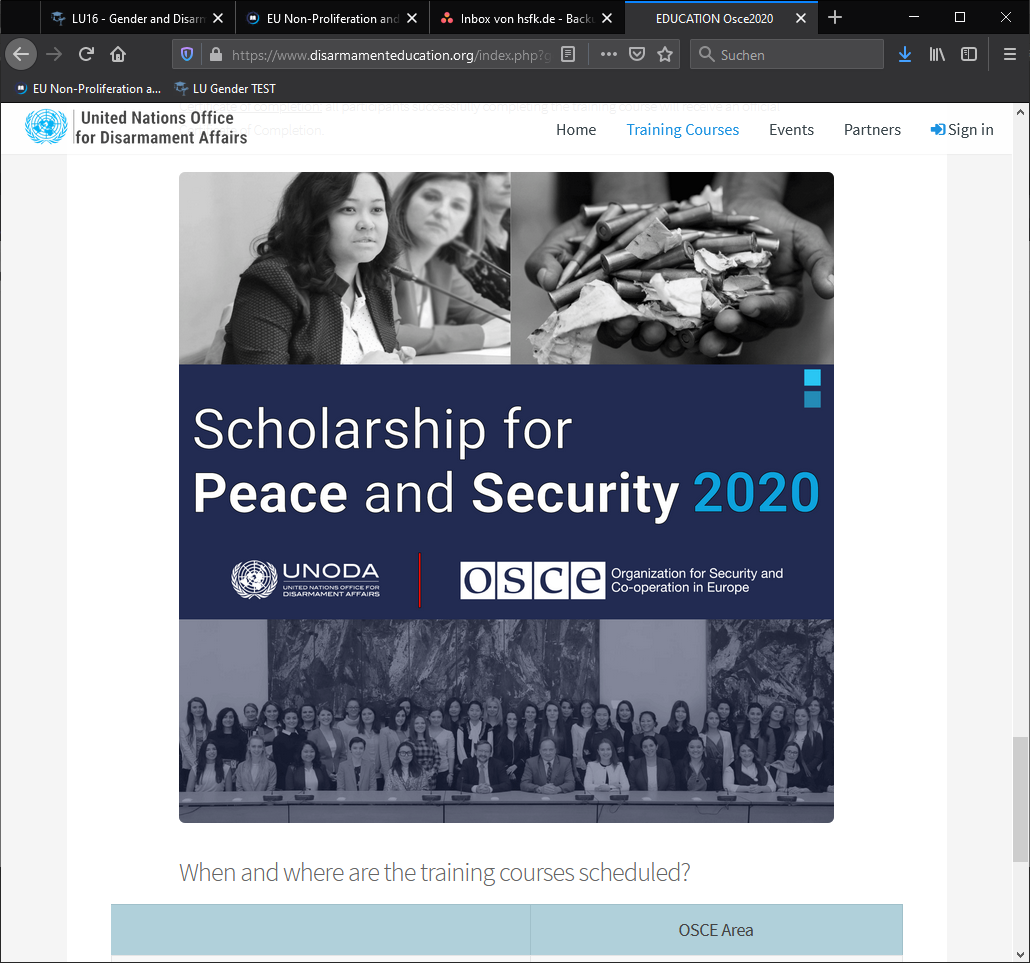 LU16 - Gender and Disarm
EU Non-Proliferation and
Inbox von hsfk.de - Backu
EDUCATION Osce2020
https://www.disarmamenteducation.org/index.php?g
Suchen
EU Non-Proliferation a...
LU Gender TEST
of completion: all participants successfully completing the training course will receive an official
of Completion.
United Nations Office
for Disarmament Affairs
Home
Training Courses
Events
Partners
Sign in
Scholarship for
Peace and Security 2020
UNODA
UNITED NATIONS OFFICE FOR
DISARMAMENT AFFAIRS
osce
Organization for Security and
Co-operation in Europe
When and where are the training courses scheduled?
OSCE Area